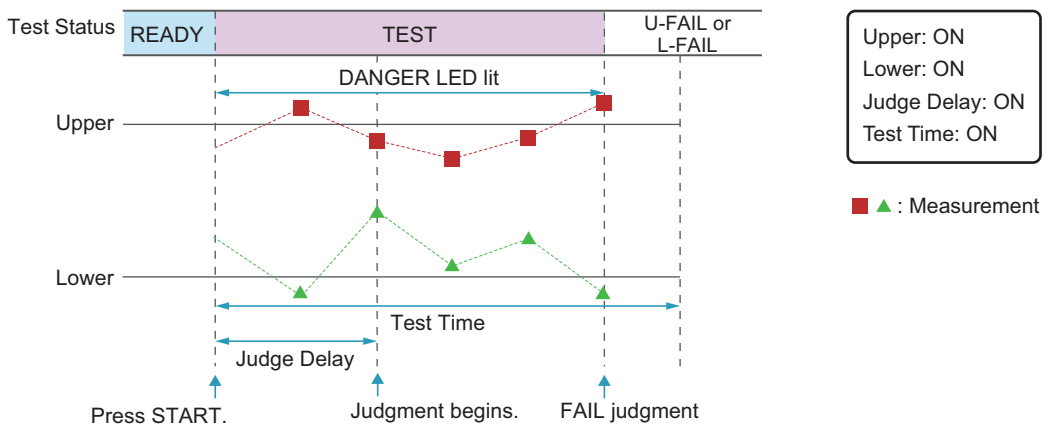 Test Status
READY
TEST
U-FAIL or
L-FAIL
DANGER LED lit
Upper
Lower
Test Time
Judge Delay
Press START.
Judgment begins.
FAIL judgment
Upper: ON
Lower: ON
Judge Delay: ON
Test Time: ON
: Measurement